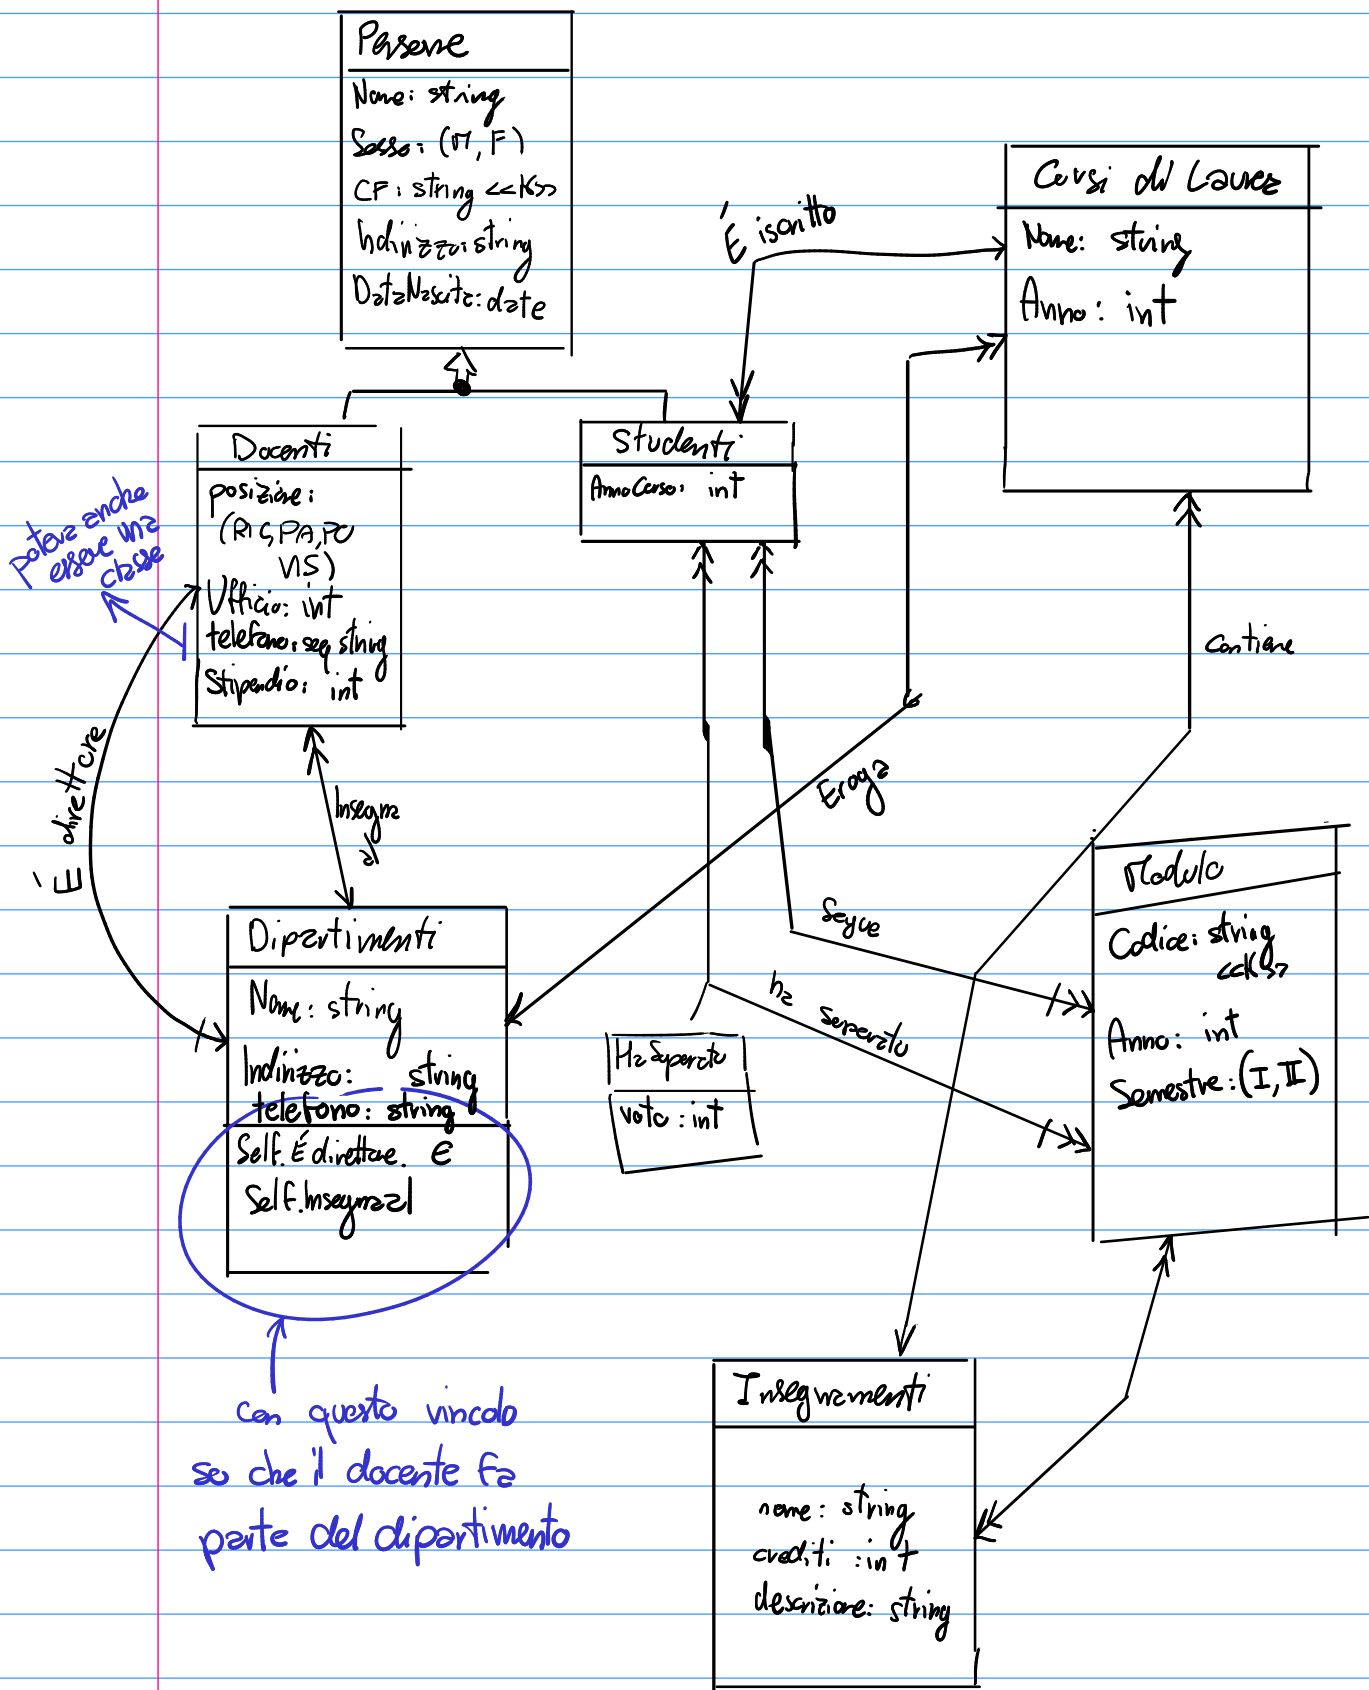 Persone
Nome: string
Sesso: (M, F)
CF: string <<K>>
Indirizzo: string
DataNascita: date
Corsi di Laurea
Nome: string
Anno: int
È iscritto
Docenti
posizione:
(RIC, PA, PO
VIS)
Ufficio: int
telefono: seq string
Stipendio: int
Studenti
AnnoCorso: int
poteva anche
essere una
classe
contiene
È direttore
Insegna
al
Eroga
Segue
ha superato
Modulo
Codice: string
<<K>>
Anno: int
Semestre: (I, II)
Dipartimenti
Nome: string
Indirizzo: string
telefono: string
Self.È direttore. ∈
Self.Insegnaal
Ha Superato
voto: int
con questo vincolo
so che il docente fa
parte del dipartimento
Insegnamenti
nome: string
crediti: int
descrizione: string